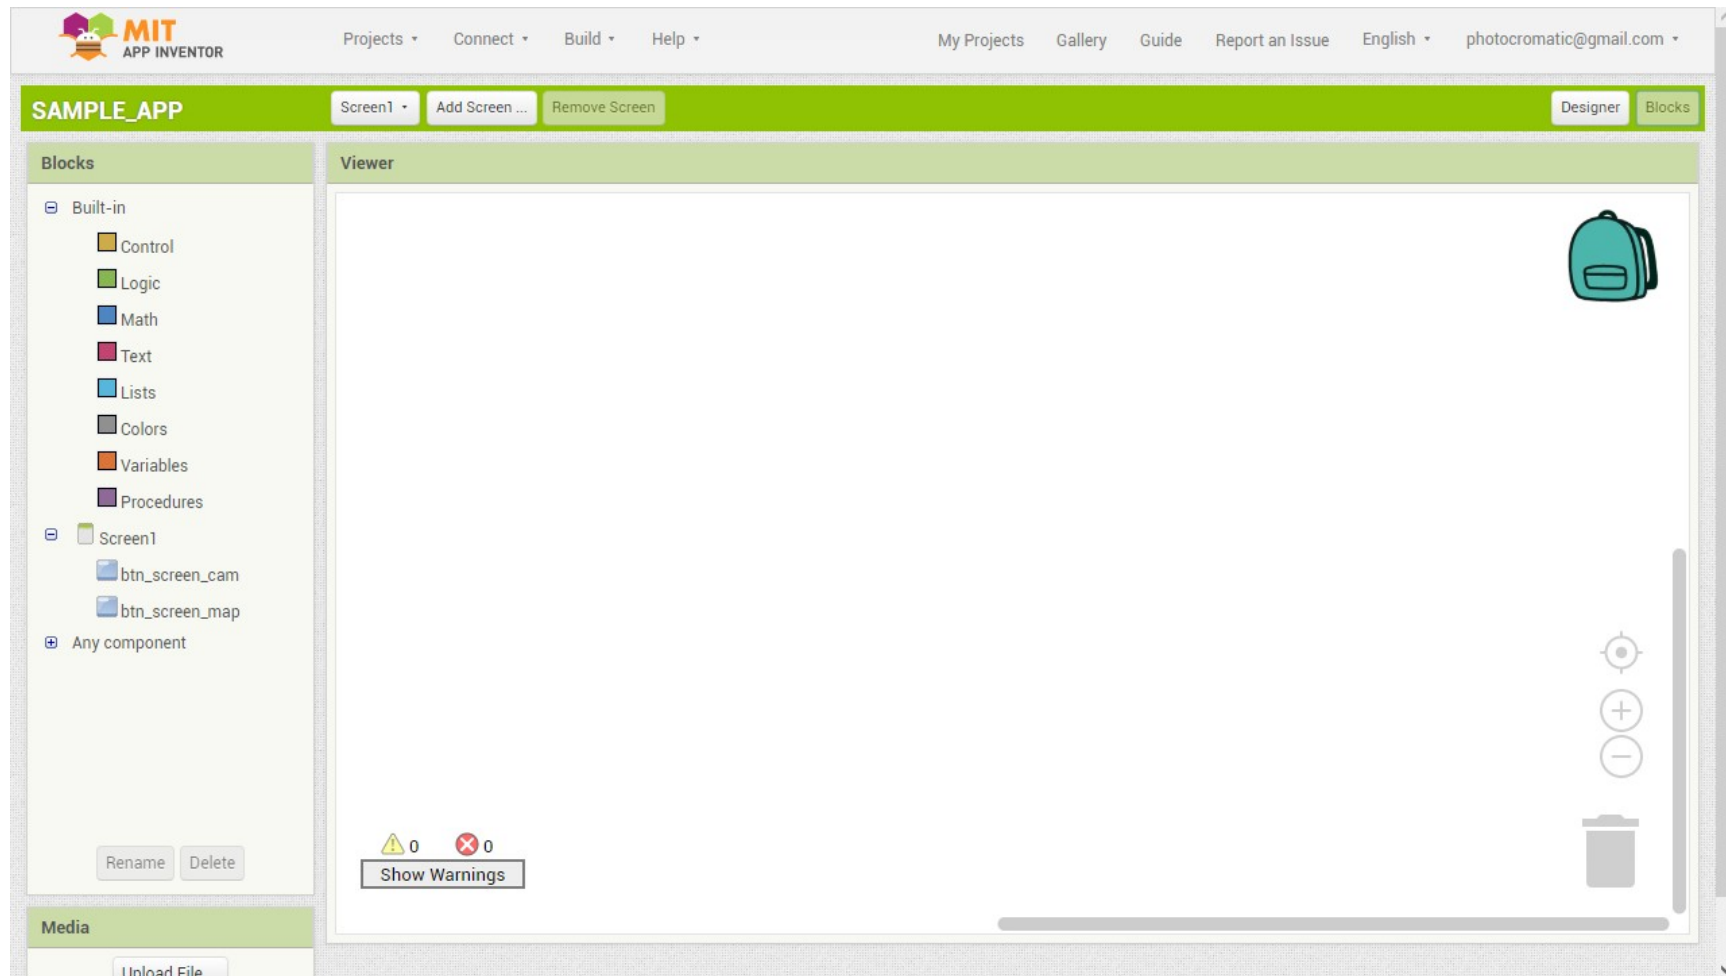 MIT
APP INVENTOR
Projects Connect Build Help My Projects Gallery Guide Report an Issue English photocromatic@gmail.com
SAMPLE_APP Screen1 Add Screen ... Remove Screen Designer Blocks
Blocks Viewer
Built-in
Control
Logic
Math
Text
Lists
Colors
Variables
Procedures
Screen1
btn_screen_cam
btn_screen_map
Any component
0 0
Rename Delete Show Warnings
Media
Upload File